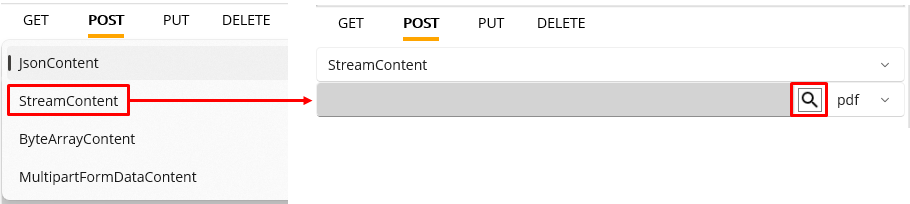 GET POST PUT DELETE
JsonContent
StreamContent
ByteArrayContent
MultipartFormDataContent
GET POST PUT DELETE
StreamContent
pdf